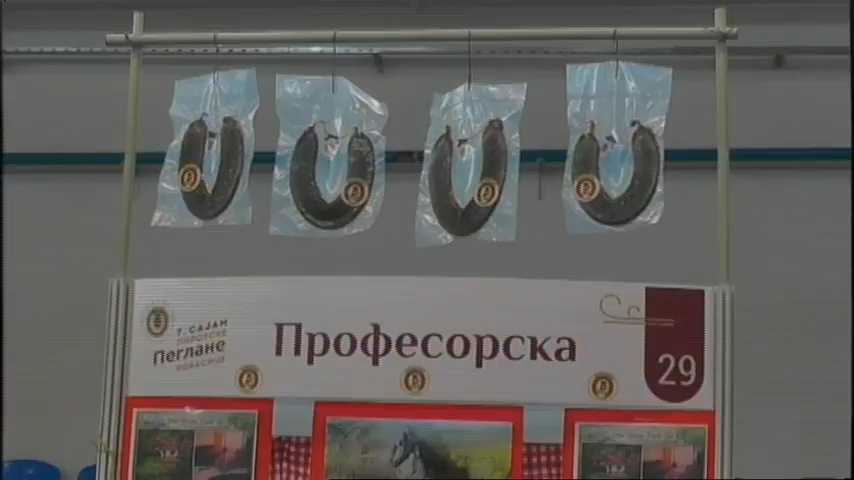 7. САЈАМ
ПИРОТСКЕ
Пеглане
КОБАСИЦЕ
Професорска
29